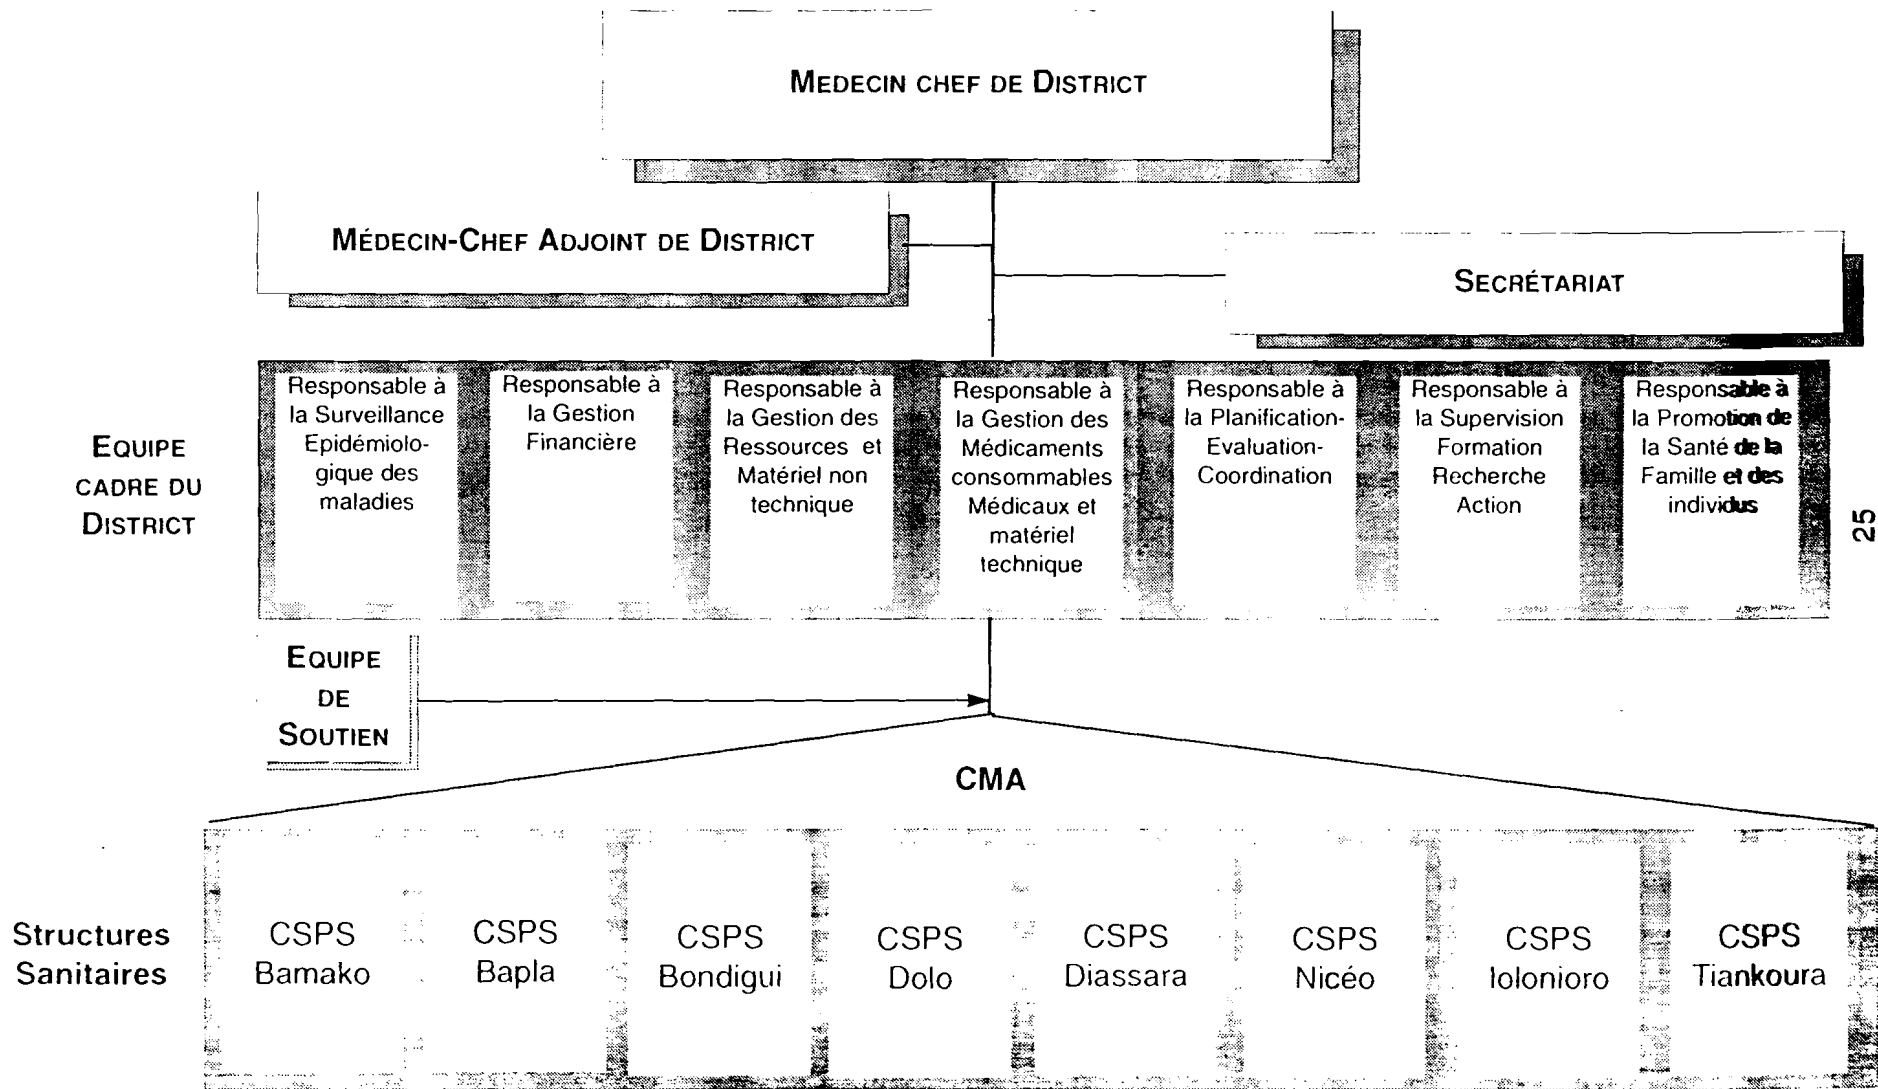 MEDECIN CHEF DE DISTRICT
MÉDECIN-CHEF ADJOINT DE DISTRICT
SECRÉTARIAT
EQUIPE
CADRE DU
DISTRICT
Responsable à
la Surveillance
Epidémiolo-
gique des
maladies
Responsable à
la Gestion
Financière
Responsable à
la Gestion des
Ressources et
Matériel non
technique
Responsable à
la Gestion des
Médicaments
consommables
Médicaux et
matériel
technique
Responsable à
la Planification-
Evaluation-
Coordination
Responsable à
la Supervision
Formation
Recherche
Action
Responsable à
la Promotion de
la Santé de la
Famille et des
individus
25
EQUIPE
DE
SOUTIEN
CMA
Structures
Sanitaires
CSPS
Bamako
CSPS
Bapla
CSPS
Bondigui
CSPS
Dolo
CSPS
Diassara
CSPS
Nicéo
CSPS
Iolonioro
CSPS
Tiankoura